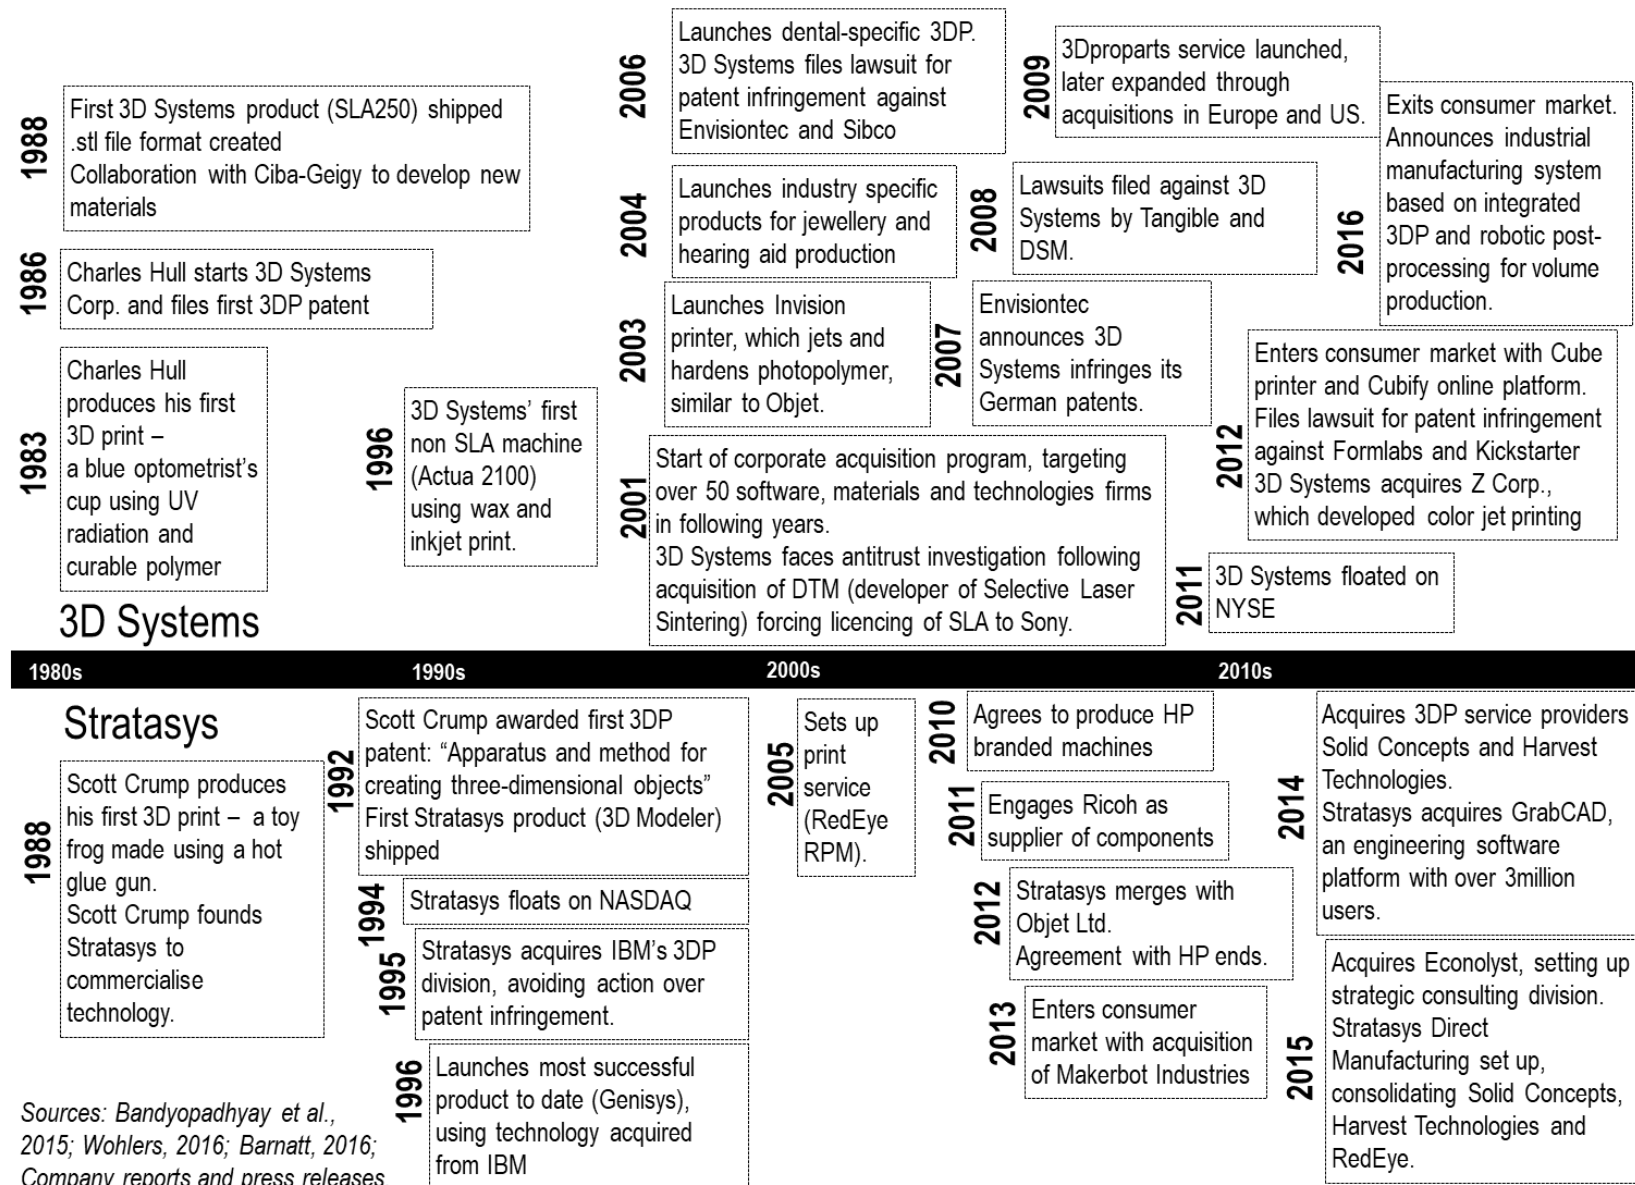 1988
First 3D Systems product (SLA250) shipped
.stl file format created
Collaboration with Ciba-Geigy to develop new
materials
1986
Charles Hull starts 3D Systems
Corp. and files first 3DP patent
1983
Charles Hull
produces his first
3D print –
a blue optometrist's
cup using UV
radiation and
curable polymer
1996
3D Systems' first
non SLA machine
(Actua 2100)
using wax and
inkjet print.
2006
Launches dental-specific 3DP.
3D Systems files lawsuit for
patent infringement against
Envisiontec and Sibco
2004
Launches industry specific
products for jewellery and
hearing aid production
2003
Launches Invision
printer, which jets and
hardens photopolymer,
similar to Objet.
2001
Start of corporate acquisition program, targeting
over 50 software, materials and technologies firms
in following years.
3D Systems faces antitrust investigation following
acquisition of DTM (developer of Selective Laser
Sintering) forcing licencing of SLA to Sony.
2009
3Dproparts service launched,
later expanded through
acquisitions in Europe and US.
2008
Lawsuits filed against 3D
Systems by Tangible and
DSM.
2007
Envisiontec
announces 3D
Systems infringes its
German patents.
2016
Exits consumer market.
Announces industrial
manufacturing system
based on integrated
3DP and robotic post-
processing for volume
production.
2012
Enters consumer market with Cube
printer and Cubify online platform.
Files lawsuit for patent infringement
against Formlabs and Kickstarter
3D Systems acquires Z Corp.,
which developed color jet printing
2011
3D Systems floated on
NYSE
3D Systems
1980s 1990s 2000s 2010s
Stratasys
1988
Scott Crump produces
his first 3D print – a toy
frog made using a hot
glue gun.
Scott Crump founds
Stratasys to
commercialise
technology.
1992
Scott Crump awarded first 3DP
patent: “Apparatus and method for
creating three-dimensional objects”
First Stratasys product (3D Modeler)
shipped
1994
Stratasys floats on NASDAQ
1995
Stratasys acquires IBM's 3DP
division, avoiding action over
patent infringement.
1996
Launches most successful
product to date (Genisys),
using technology acquired
from IBM
2005
Sets up
print
service
(RedEye
RPM).
2010
Agrees to produce HP
branded machines
2011
Engages Ricoh as
supplier of components
2012
Stratasys merges with
Objet Ltd.
Agreement with HP ends.
2013
Enters consumer
market with acquisition
of Makerbot Industries
2014
Acquires 3DP service providers
Solid Concepts and Harvest
Technologies.
Stratasys acquires GrabCAD,
an engineering software
platform with over 3million
users.
2015
Acquires Econolyst, setting up
strategic consulting division.
Stratasys Direct
Manufacturing set up,
consolidating Solid Concepts,
Harvest Technologies and
RedEye.
Sources: Bandyopadhyay et al.,
2015; Wohlers, 2016; Barnatt, 2016;
Company reports and press releases